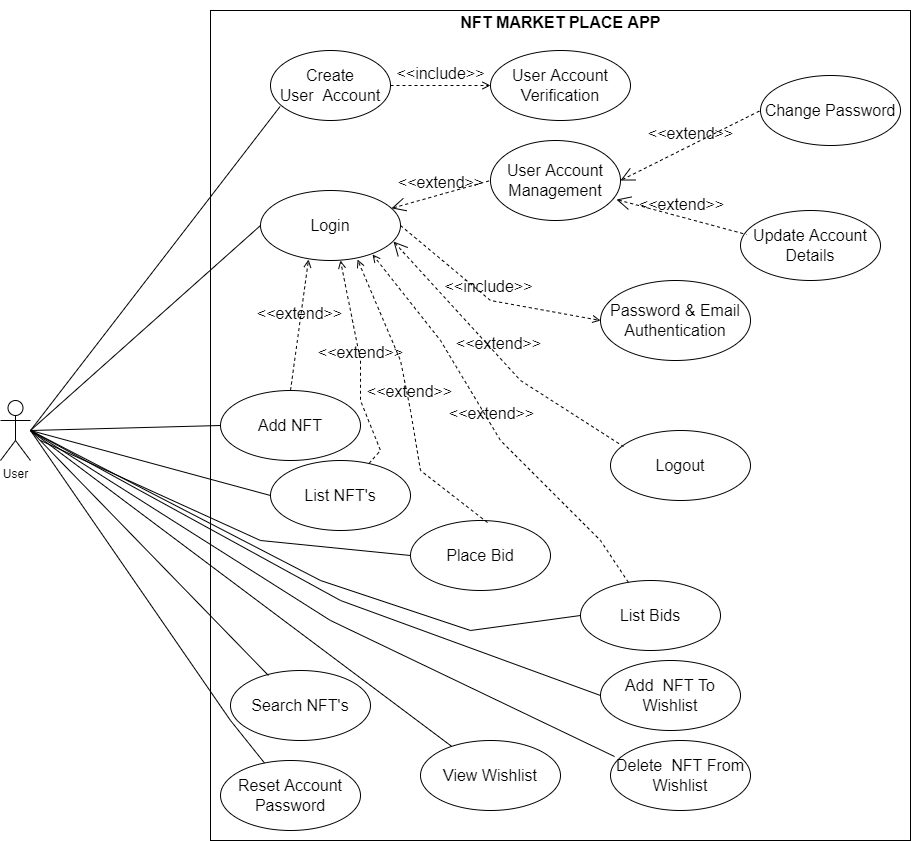 NFT MARKET PLACE APP
Create
User  Account
<<include>>
User Account
Verification
Change Password
<<extend>>
User Account
Management
<<extend>>
<<extend>>
Login
Update Account
Details
<<include>>
Password & Email
Authentication
<<extend>>
<<extend>>
<<extend>>
<<extend>>
<<extend>>
Add NFT
Logout
User
List NFT's
Place Bid
List Bids
Add  NFT To
Wishlist
Search NFT's
View Wishlist
Delete  NFT From
Wishlist
Reset Account
Password